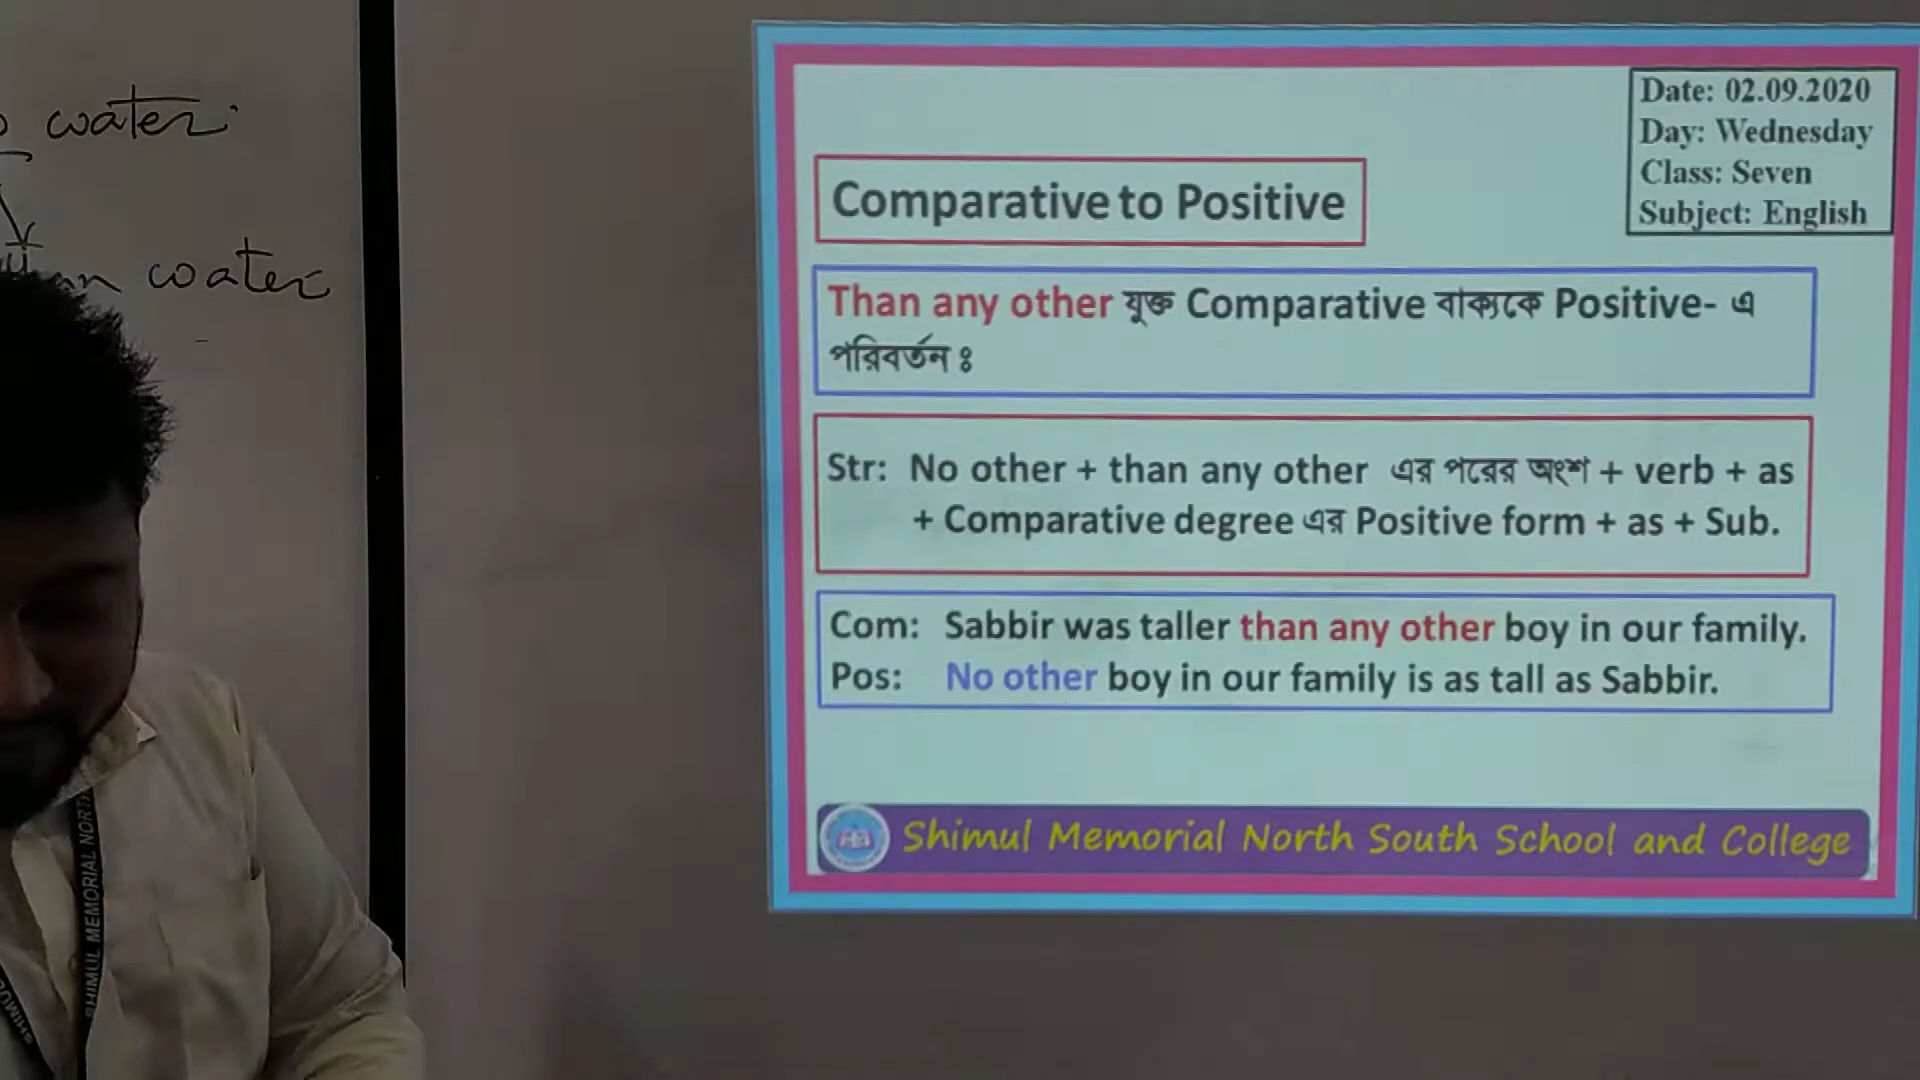 water.
water
Date: 02.09.2020
Day: Wednesday
Class: Seven
Subject: English
Comparative to Positive
Than any other যুক্ত Comparative বাক্যকে Positive- এ
পরিবর্তন ঃ
Str: No other + than any other এর পরের অংশ + verb + as
+ Comparative degree এর Positive form + as + Sub.
Com: Sabbir was taller than any other boy in our family.
Pos: No other boy in our family is as tall as Sabbir.
Shimul Memorial North South School and College
SHIMUL MEMORIAL NORTH
SHIMUL